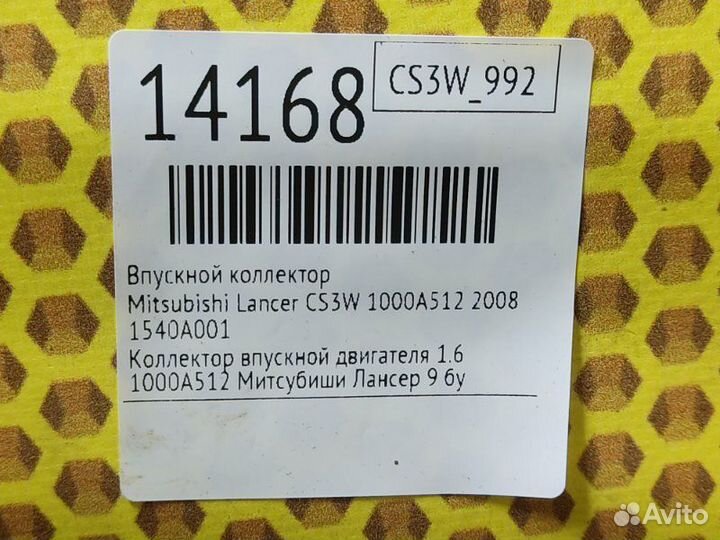 14168
CS3W_992
Впускной коллектор
Mitsubishi Lancer CS3W 1000A512 2008
1540A001
Коллектор впускной двигателя 1.6
1000A512 Митсубиши Лансер 9 бу
Avito